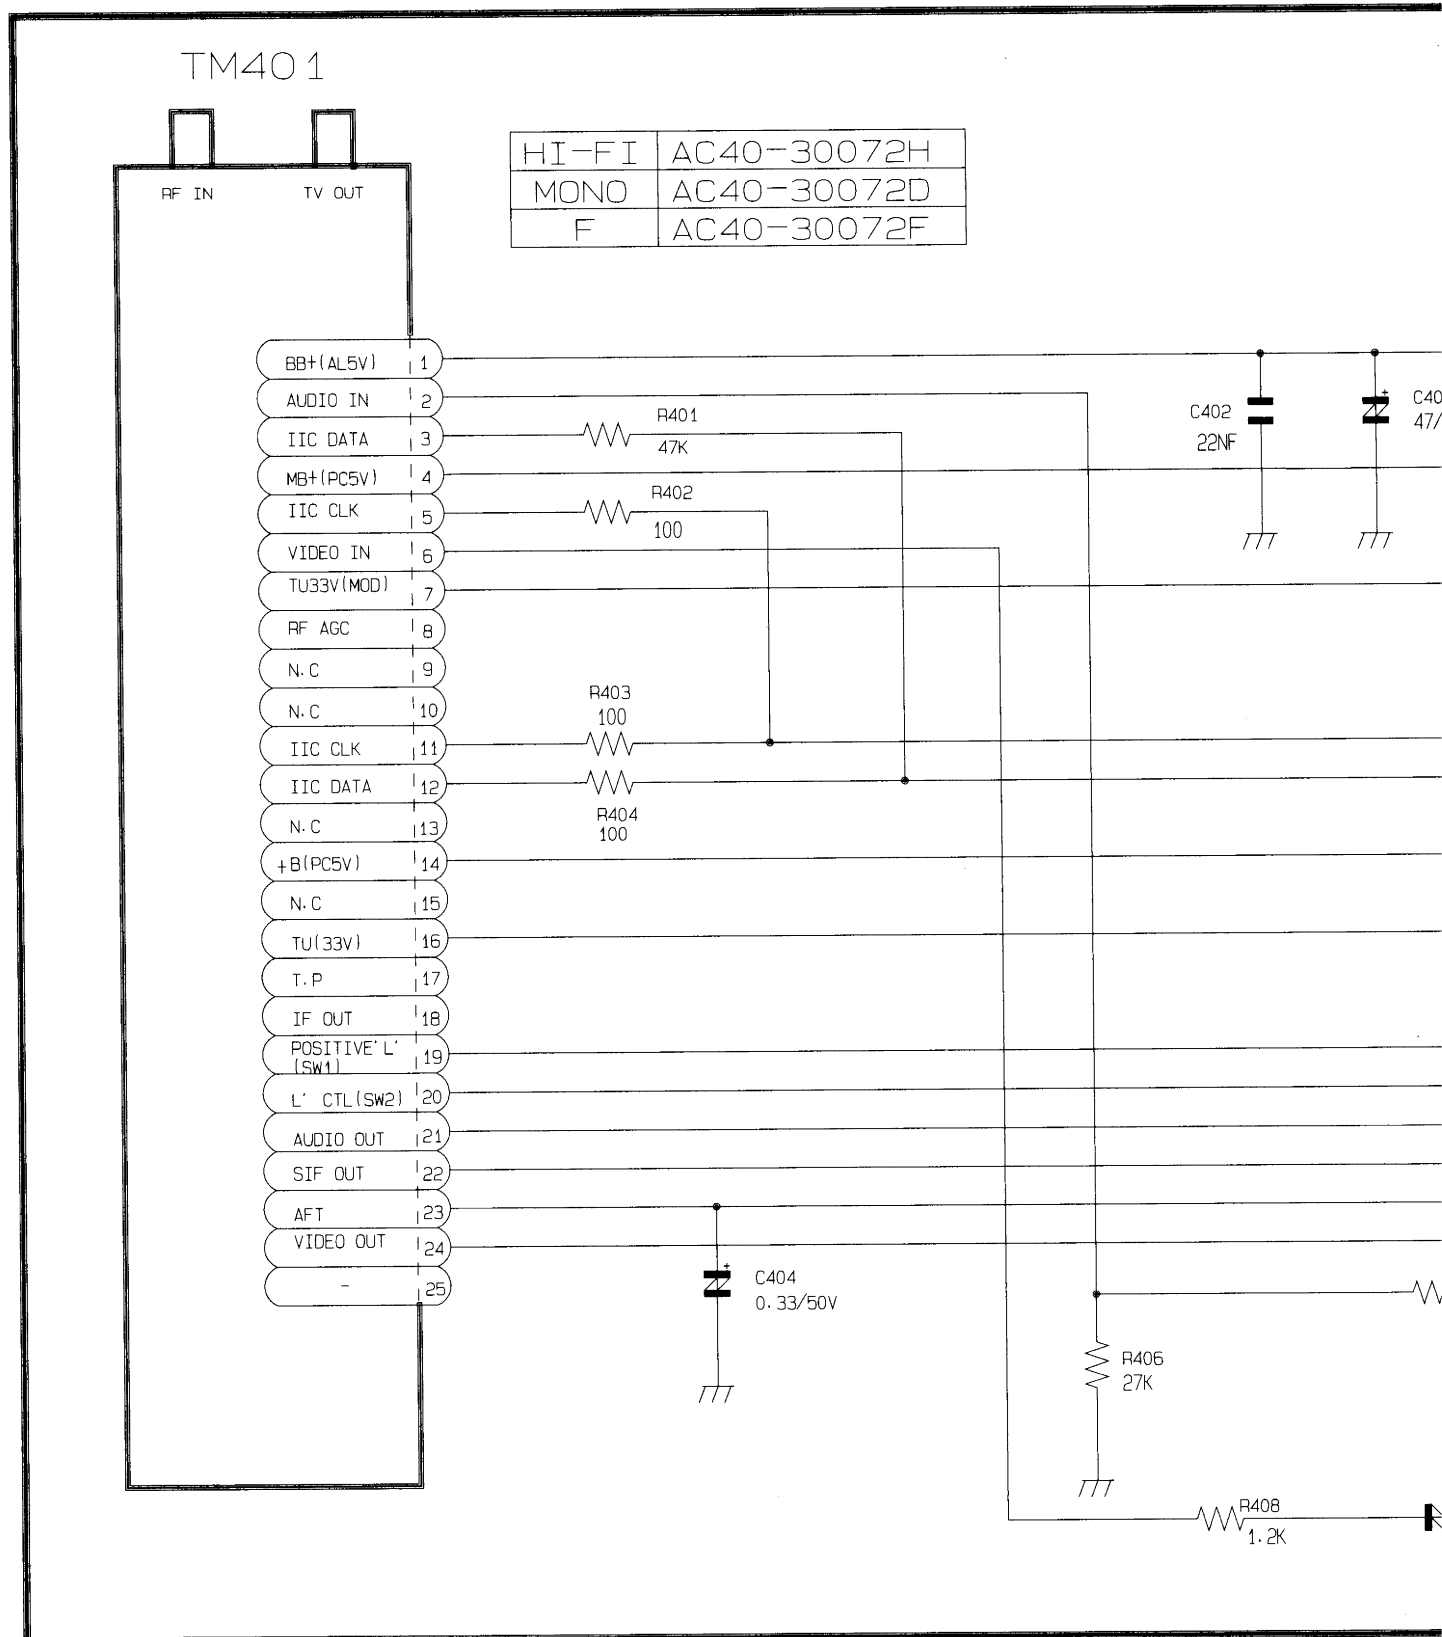 TM401
RF IN TV OUT
HI-FI AC40-30072H
MONO AC40-30072D
F AC40-30072F
BB+(AL5V) 1
AUDIO IN 2
IIC DATA 3
MB+(PC5V) 4
IIC CLK 5
VIDEO IN 6
TU33V(MOD) 7
RF AGC 8
N.C 9
N.C 10
IIC CLK 11
IIC DATA 12
N.C 13
+B(PC5V) 14
N.C 15
TU(33V) 16
T.P 17
IF OUT 18
POSITIVE'L'
(SW1) 19
L' CTL(SW2) 20
AUDIO OUT 21
SIF OUT 22
AFT 23
VIDEO OUT 24
- 25
R401
47K
R402
100
R403
100
R404
100
C402
22NF
+
C40
47/
+
C404
0.33/50V
R406
27K
R408
1.2K